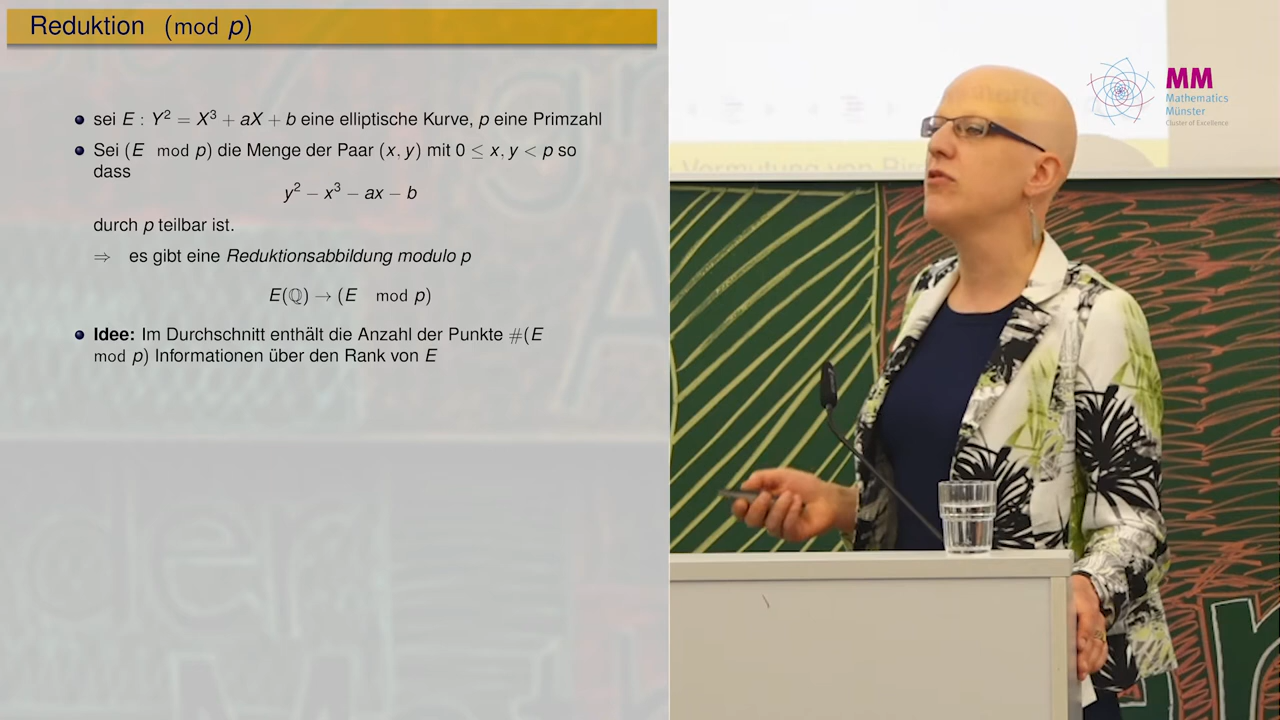 Reduktion (mod p)
sei E : Y² = X³ + aX + b eine elliptische Kurve, p eine Primzahl
Sei (E mod p) die Menge der Paar (x, y) mit 0 ≤ x, y < p so
dass
y² − x³ − ax − b
durch p teilbar ist.
⇒ es gibt eine Reduktionsabbildung modulo p
E(ℚ) → (E mod p)
Idee: Im Durchschnitt enthält die Anzahl der Punkte #(E
mod p) Informationen über den Rank von E
MM
Mathematics
Münster
Cluster of Excellence
Vermutung von